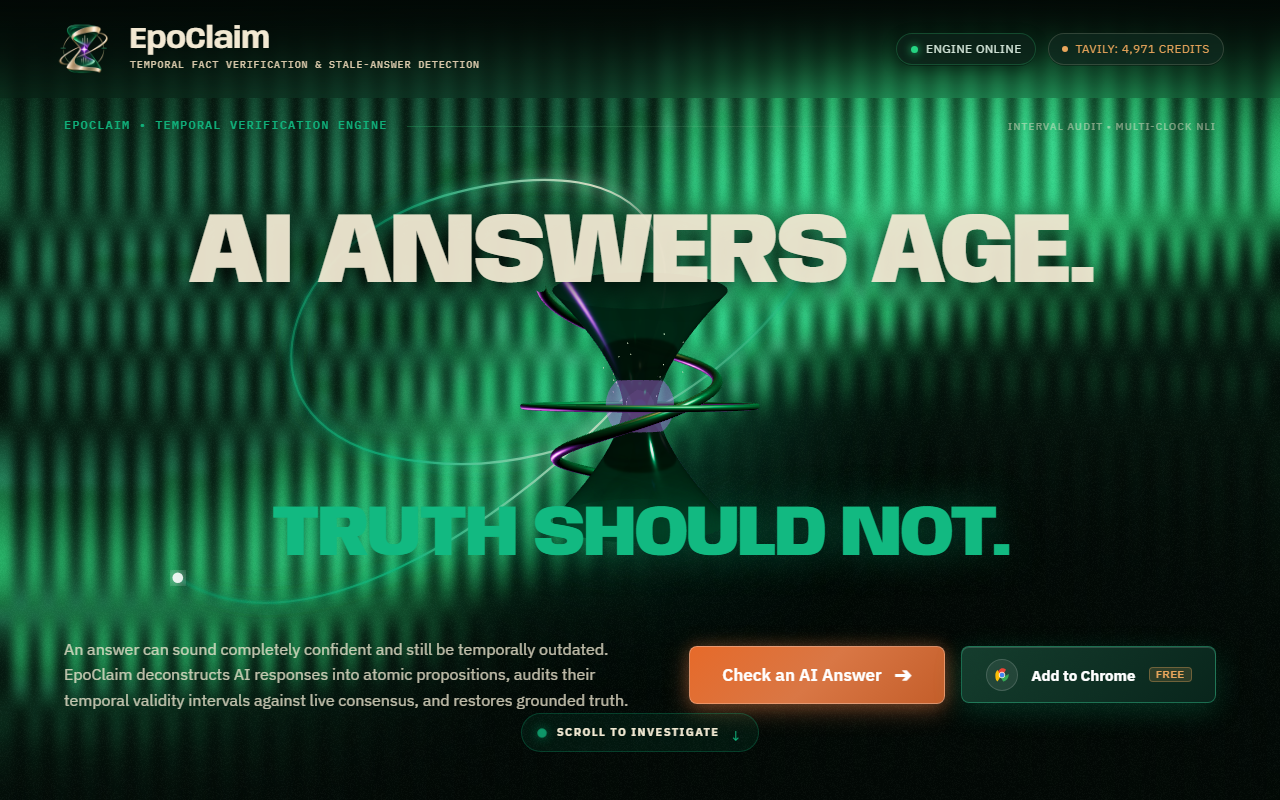 EpoClaim
TEMPORAL FACT VERIFICATION & STALE-ANSWER DETECTION
ENGINE ONLINE
TAVILY: 4,971 CREDITS
EPOCLAIM • TEMPORAL VERIFICATION ENGINE
INTERVAL AUDIT • MULTI-CLOCK NLI
AI ANSWERS AGE.
TRUTH SHOULD NOT.
An answer can sound completely confident and still be temporally outdated.
EpoClaim deconstructs AI responses into atomic propositions, audits their
temporal validity intervals against live consensus, and restores grounded truth.
Check an AI Answer ➔
Add to Chrome FREE
SCROLL TO INVESTIGATE ↓